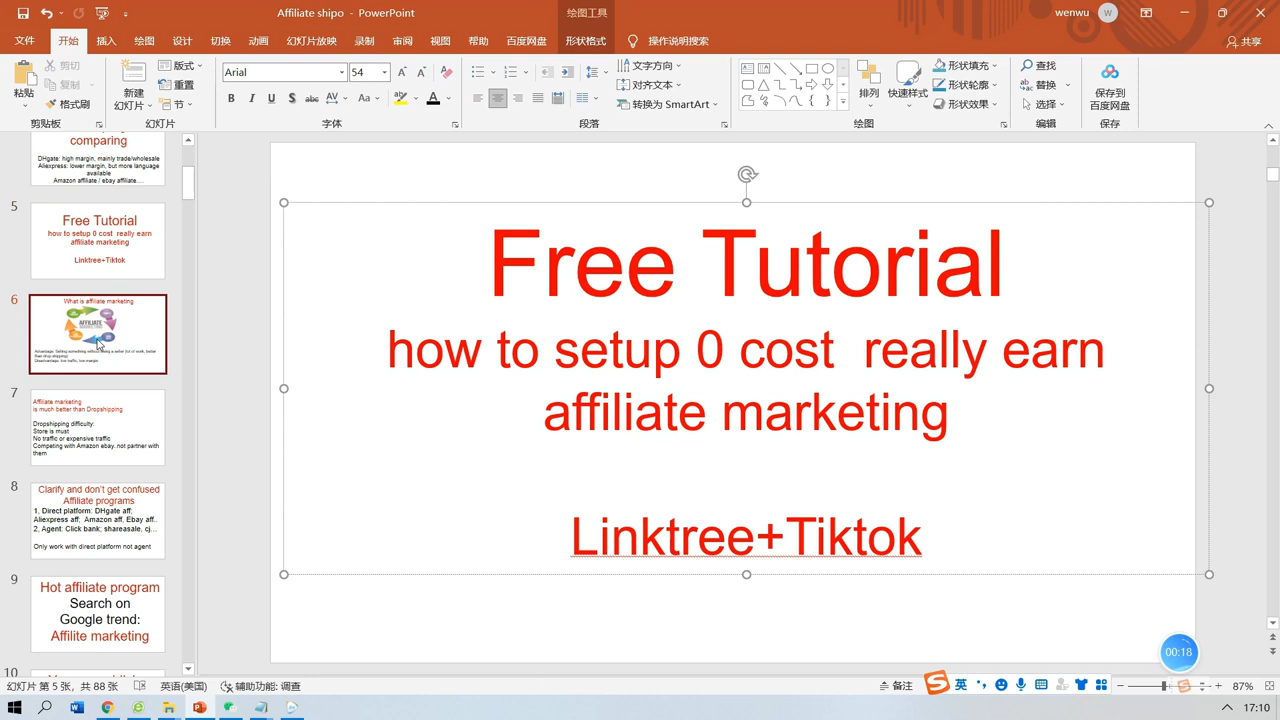 Affiliate shipo - PowerPoint
绘图工具
wenwu
W
文件
开始
插入
绘图
设计
切换
动画
幻灯片放映
录制
审阅
视图
帮助
百度网盘
形状格式
操作说明搜索
共享
粘贴
剪切
复制
格式刷
剪贴板
新建
幻灯片
版式
重置
节
幻灯片
Arial
54
B I U S abc AV Aa A
字体
文字方向
对齐文本
转换为 SmartArt
段落
排列
快速样式
形状填充
形状轮廓
形状效果
绘图
查找
替换
选择
编辑
保存到
百度网盘
保存
comparing
DHgate: high margin, mainly trade/wholesale
Aliexpress: lower margin, but more language
available
Amazon affiliate / ebay affiliate....
5
Free Tutorial
how to setup 0 cost really earn
affiliate marketing
Linktree+Tiktok
6
What is affiliate marketing
AFFILIATE
Disadvantage: low traffic, low margin
7
Affiliate marketing
is much better than Dropshipping
Dropshipping difficulty:
Store is must
No traffic or expensive traffic
Competing with Amazon ebay. not partner with
them
8
Clarify and don't get confused
Affiliate programs
1, Direct platform: DHgate aff;
Aliexpress aff; Amazon aff, Ebay aff..
2, Agent: Click bank; shareasale, cj...
Only work with direct platform not agent
9
Hot affiliate program
Search on
Google trend:
Affilite marketing
10
Free Tutorial
how to setup 0 cost really earn
affiliate marketing
Linktree+Tiktok
00:18
幻灯片 第 5 张，共 88 张
英语(美国)
辅助功能: 调查
备注
英
87%
17:10